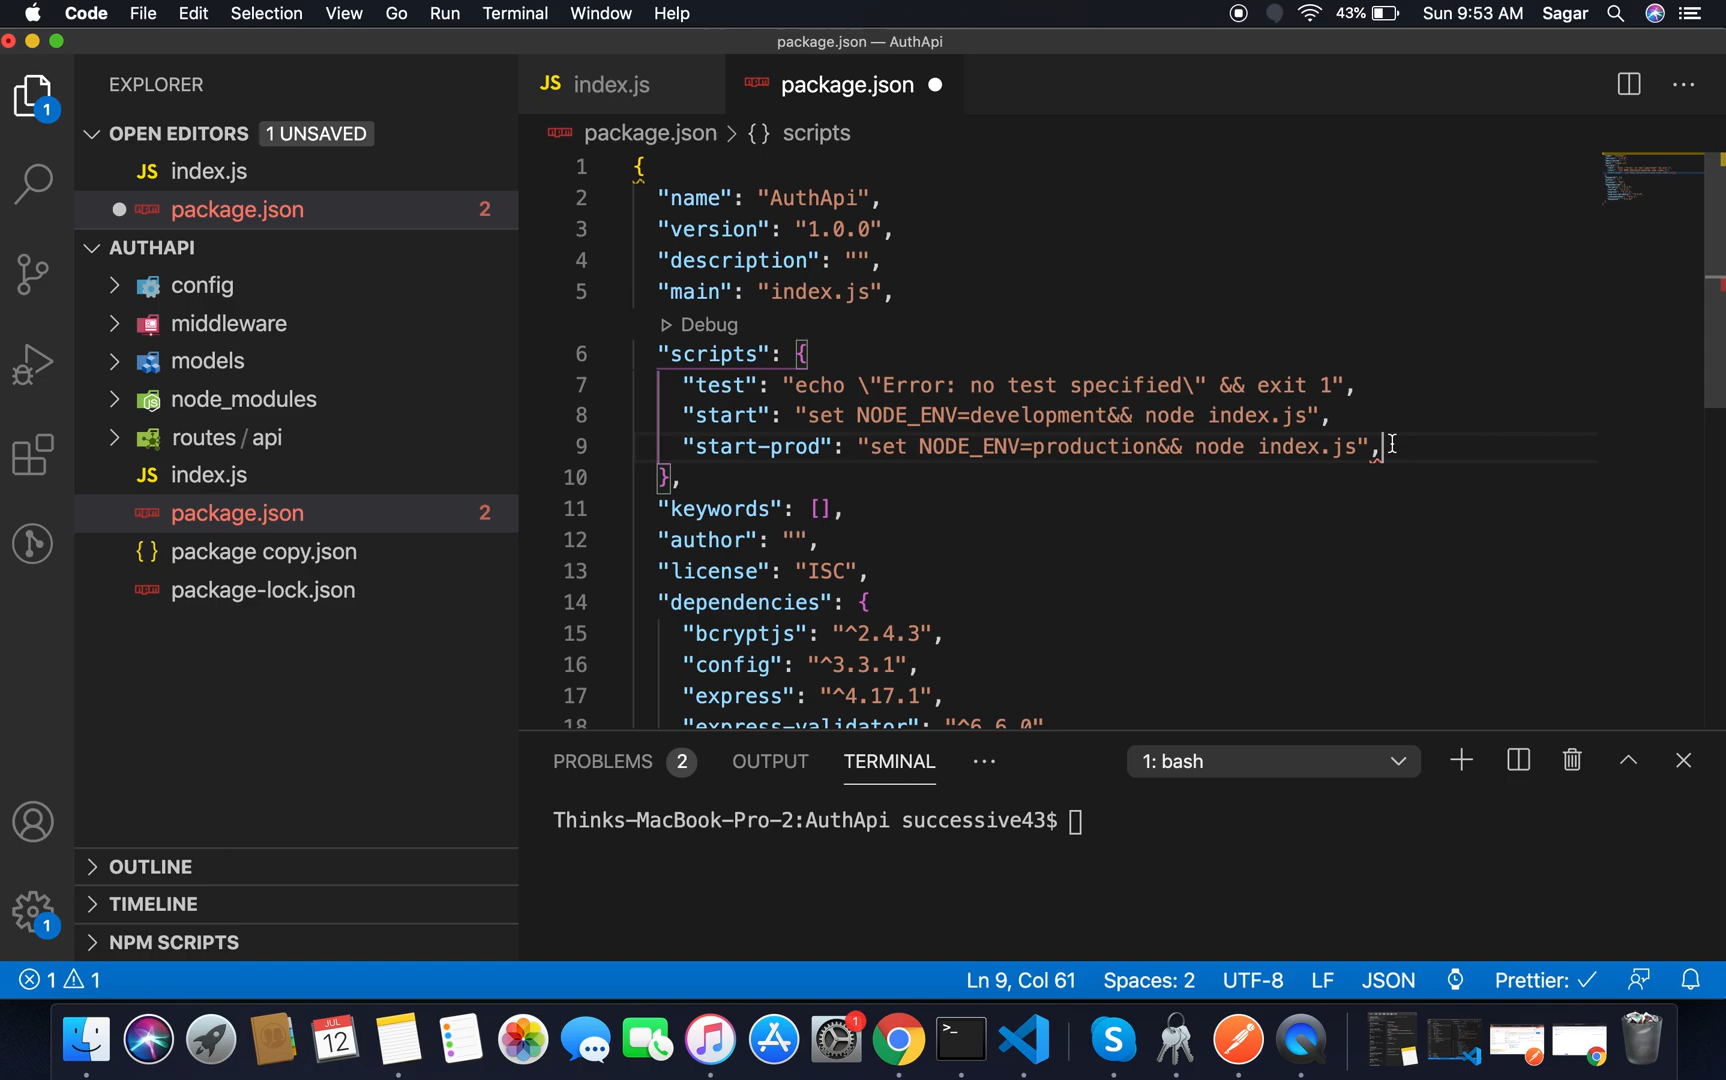 Code File Edit Selection View Go Run Terminal Window Help 43% Sun 9:53 AM Sagar
package.json — AuthApi
EXPLORER
JS index.js
package.json
OPEN EDITORS 1 UNSAVED
package.json > {} scripts
JS index.js
package.json 2
AUTHAPI
config
middleware
models
node_modules
routes / api
JS index.js
package.json 2
{} package copy.json
package-lock.json
OUTLINE
TIMELINE
NPM SCRIPTS
1 {
2 "name": "AuthApi",
3 "version": "1.0.0",
4 "description": "",
5 "main": "index.js",
Debug
6 "scripts": {
7 "test": "echo \"Error: no test specified\" && exit 1",
8 "start": "set NODE_ENV=development&& node index.js",
9 "start-prod": "set NODE_ENV=production&& node index.js",
10 },
11 "keywords": [],
12 "author": "",
13 "license": "ISC",
14 "dependencies": {
15 "bcryptjs": "^2.4.3",
16 "config": "^3.3.1",
17 "express": "^4.17.1",
18 "express-validator": "^6.6.0"
PROBLEMS 2 OUTPUT TERMINAL ··· 1: bash
Thinks-MacBook-Pro-2:AuthApi successive43$
1 1 Ln 9, Col 61 Spaces: 2 UTF-8 LF JSON Prettier: ✓
JUL
12
1